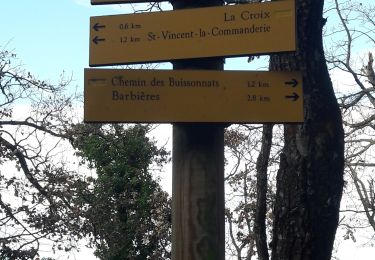 La Croix
0.6 km
1.2 km St-Vincent-la-Commanderie
Chemin des Buissonnats 1.2 km
Barbières 2.8 km